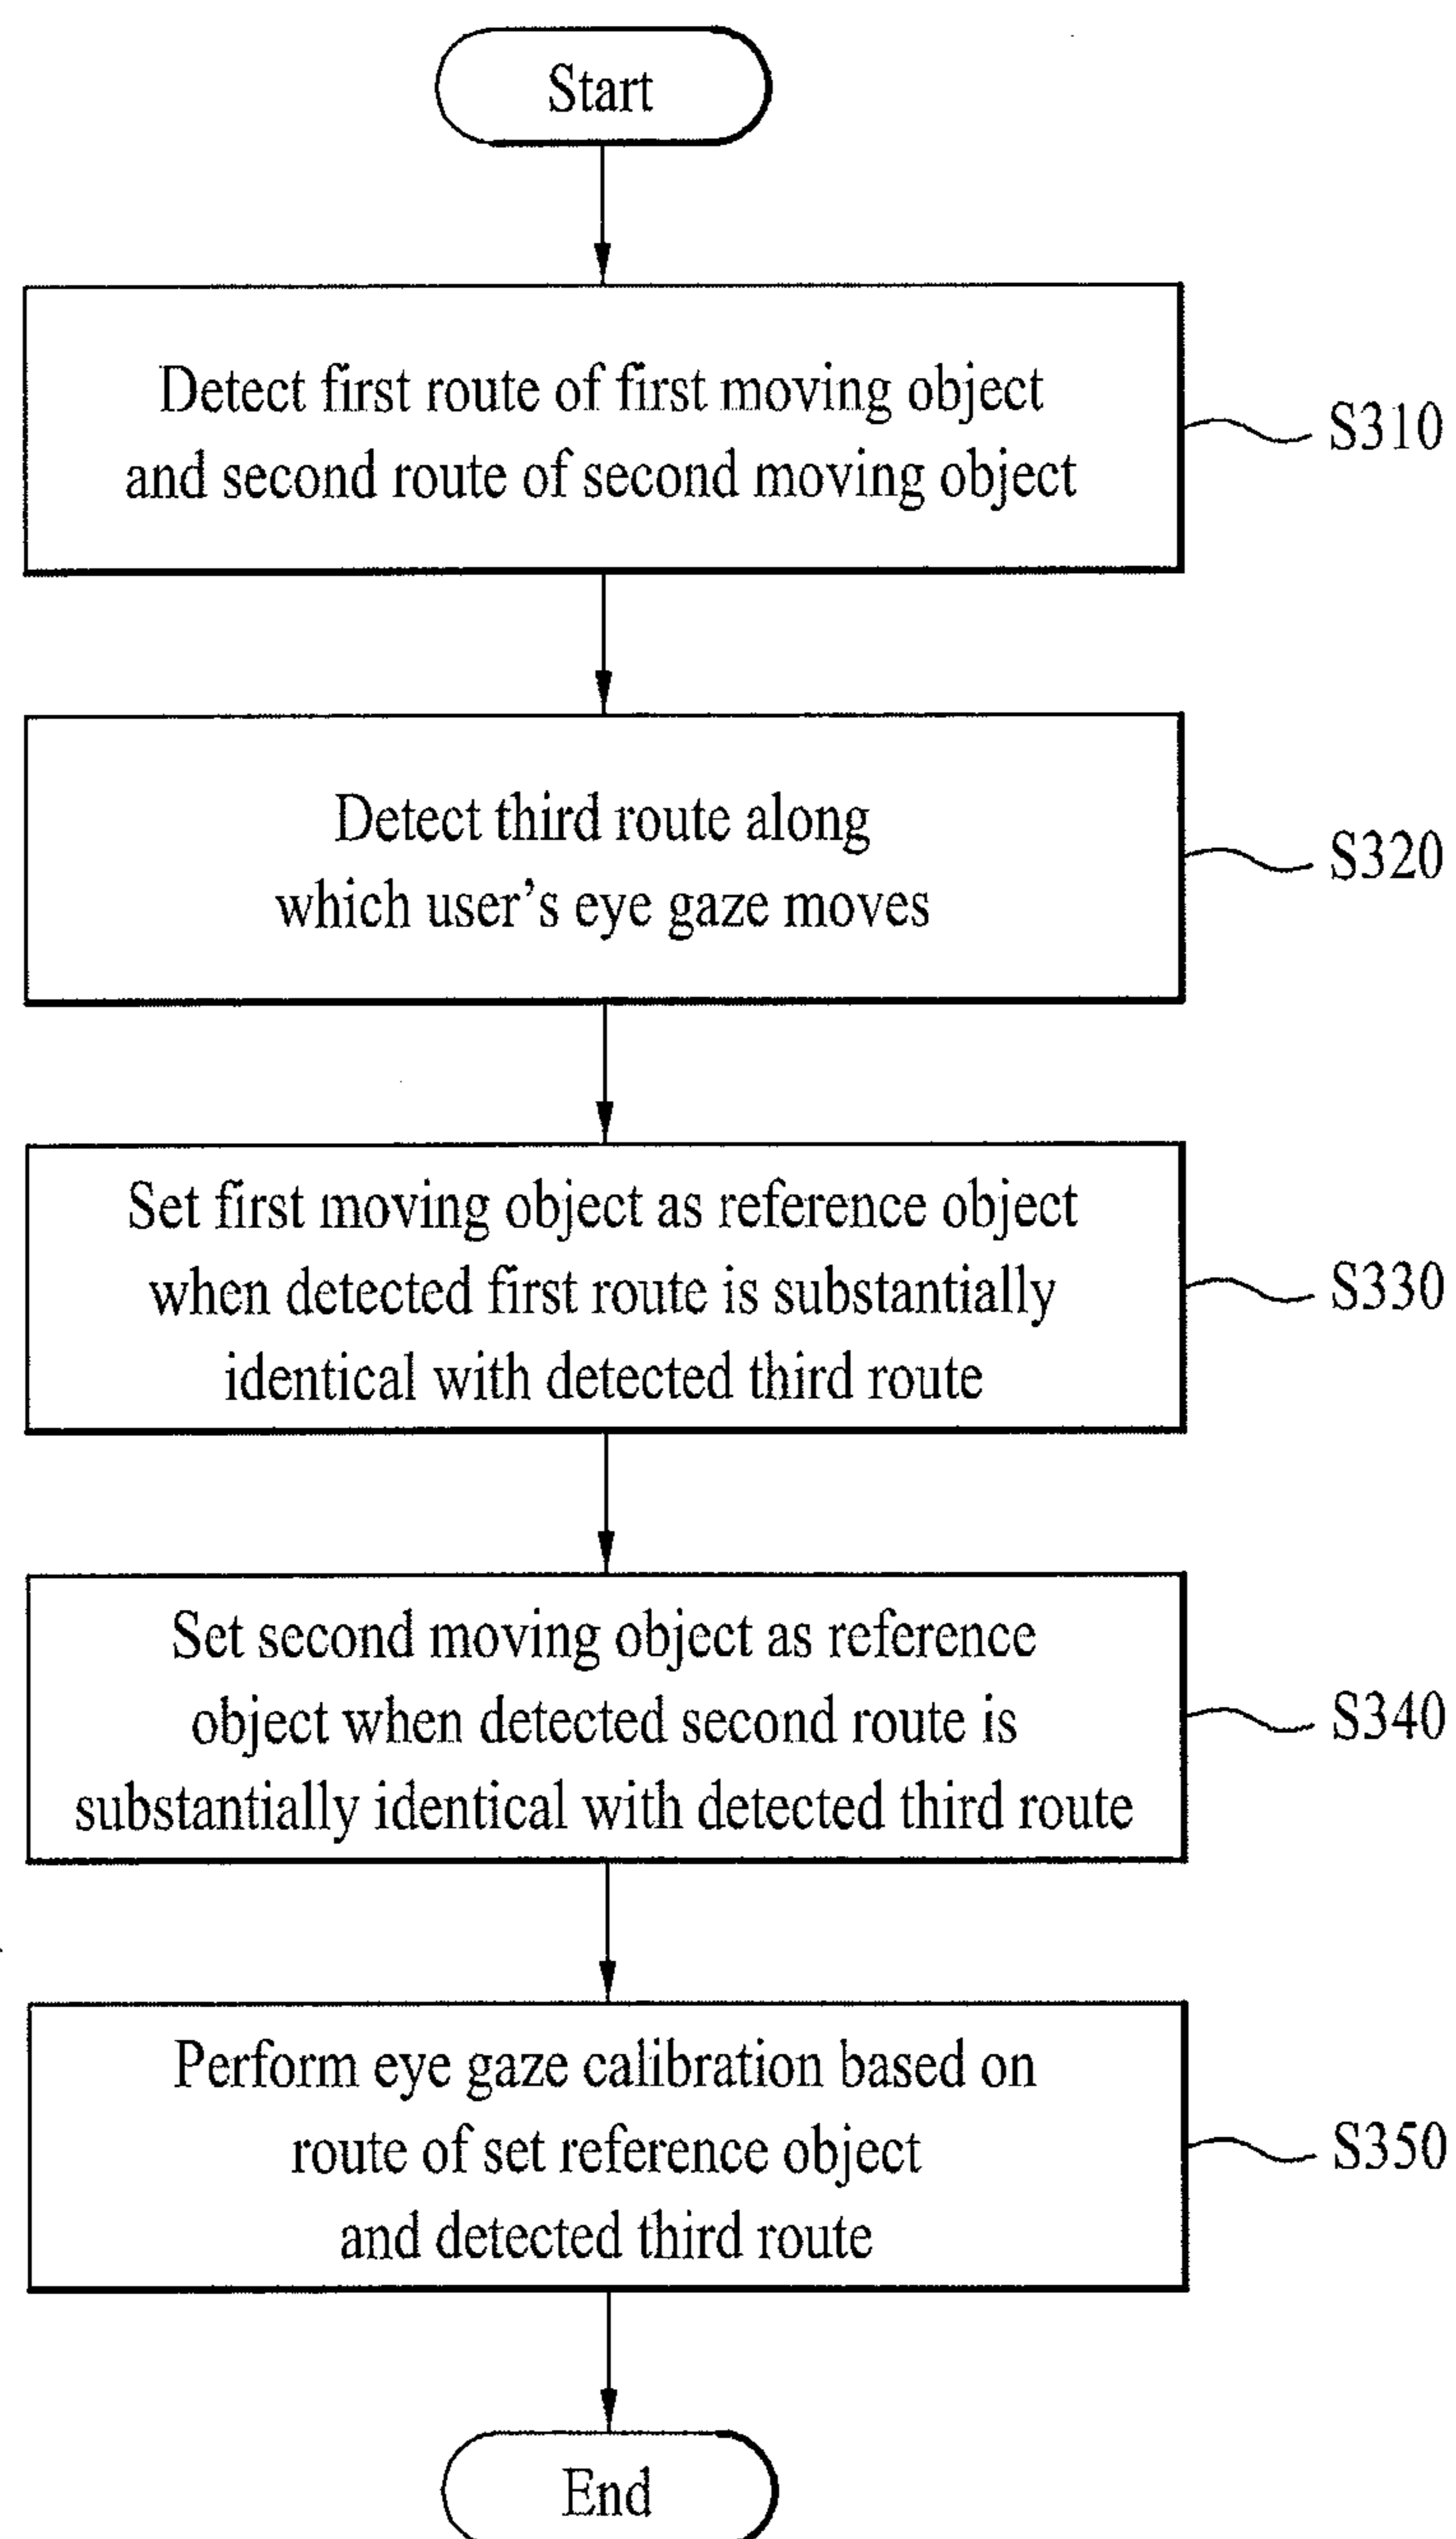 Start
Detect first route of first moving object
and second route of second moving object
S310
Detect third route along
which user’s eye gaze moves
S320
Set first moving object as reference object
when detected first route is substantially
identical with detected third route
S330
Set second moving object as reference
object when detected second route is
substantially identical with detected third route
S340
Perform eye gaze calibration based on
route of set reference object
and detected third route
S350
End